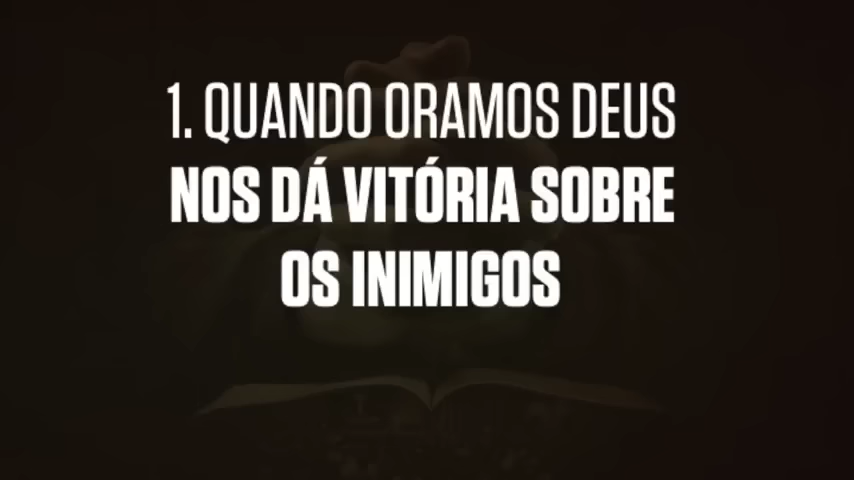 1. QUANDO ORAMOS DEUS
NOS DÁ VITÓRIA SOBRE
OS INIMIGOS